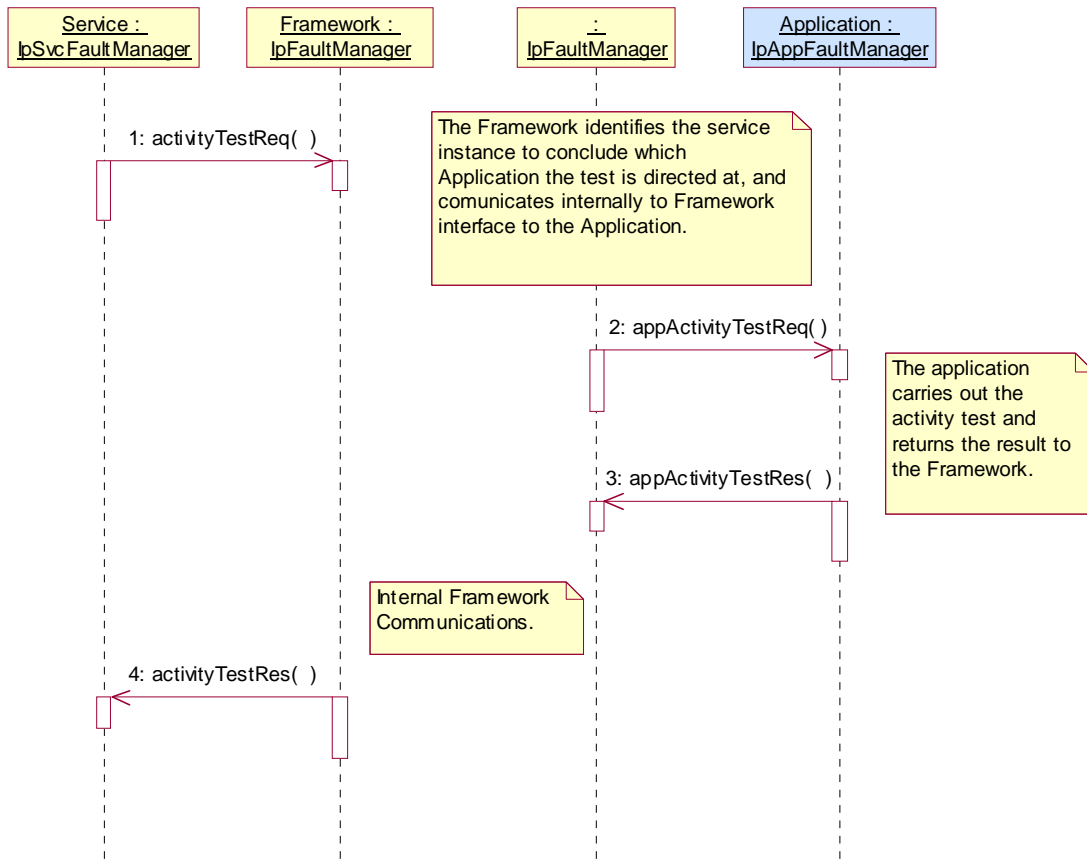 Service :
IpSvcFaultManager
Framework :
IpFaultManager
:
IpFaultManager
Application :
IpAppFaultManager
1: activityTestReq( )
The Framework identifies the service
instance to conclude which
Application the test is directed at, and
comunicates internally to Framework
interface to the Application.
2: appActivityTestReq( )
The application
carries out the
activity test and
returns the result to
the Framework.
3: appActivityTestRes( )
Internal Framework
Communications.
4: activityTestRes( )